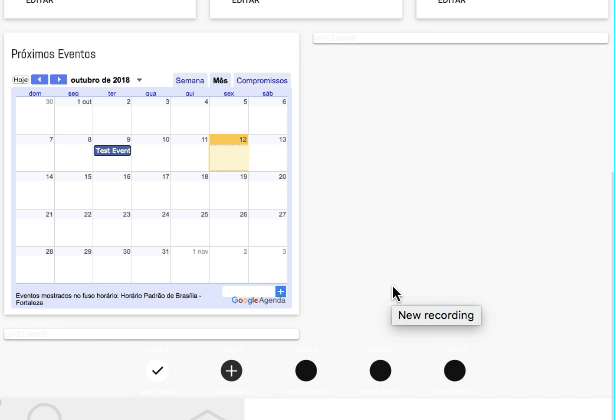 EDITAR EDITAR EDITAR
Próximos Eventos
Hoje outubro de 2018 Semana Mês Compromissos
dom seg ter qua qui sex sáb
30 1 out 2 3 4 5 6
7 8 9 10 11 12 13
Test Event
14 15 16 17 18 19 20
21 22 23 24 25 26 27
28 29 30 31 1 nov 2 3
Eventos mostrados no fuso horário: Horário Padrão de Brasília -
Fortaleza
Google Agenda
New recording